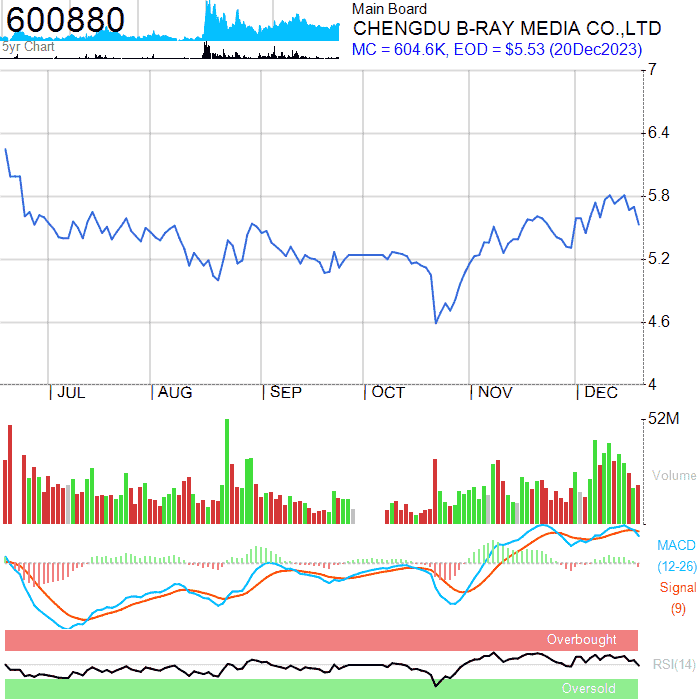 600880
5yr Chart
Main Board
CHENGDU B-RAY MEDIA CO.,LTD
MC = 604.6K, EOD = $5.53 (20Dec2023)
7
6.4
5.8
5.2
4.6
4
JUL
AUG
SEP
OCT
NOV
DEC
52M
Volume
MACD
(12-26)
Signal
(9)
Overbought
RSI(14)
Oversold